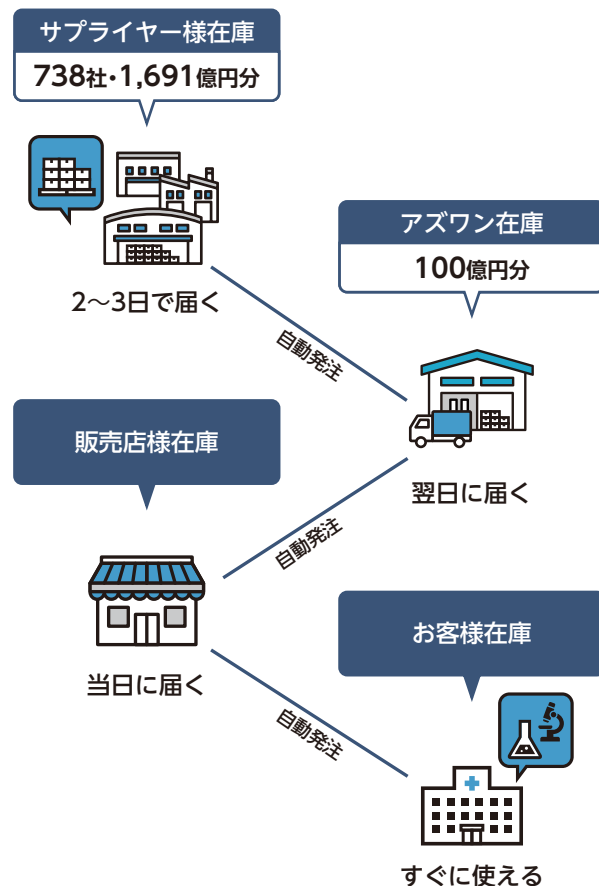 サプライヤー様在庫
738社・1,691億円分
2〜3日で届く
自動発注
アズワン在庫
100億円分
翌日に届く
自動発注
販売店様在庫
当日に届く
自動発注
お客様在庫
すぐに使える